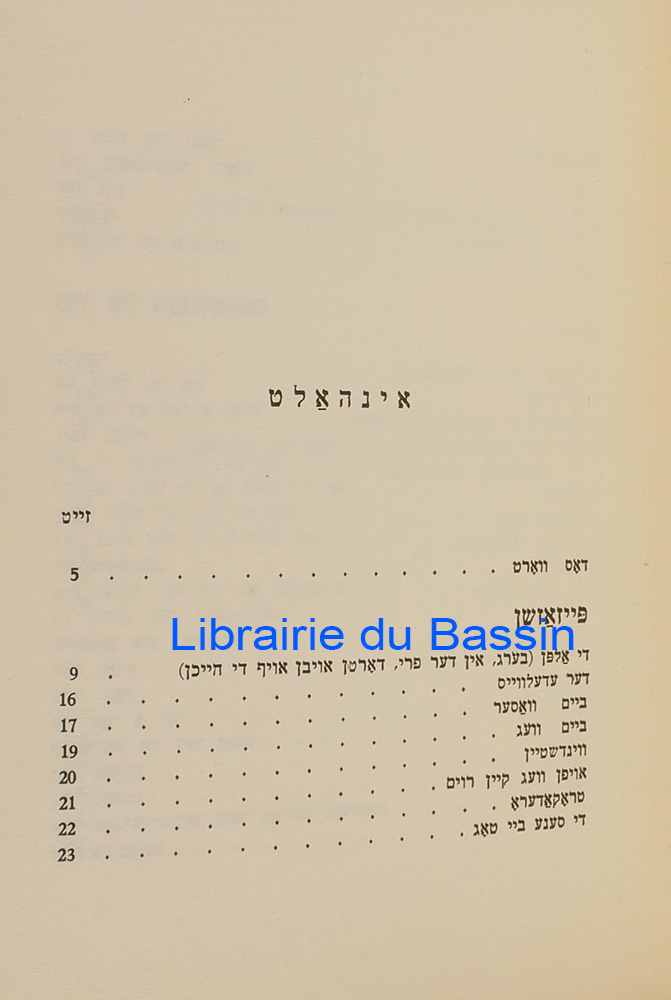 אינהאַלט
זייט
דאָס וואָרט . . . . . . . . . . . . 5
פּייזאַזשן
Librairie du Bassin
די אַלפּן (בערג, אין דער פרי, דאָרטן אויבן אויף די הייכן) . 9
דער עדעלווייס . . . . . . . . . . . 16
ביים וואַסער . . . . . . . . . . . 17
ביים וועג . . . . . . . . . . . . 19
ווינדשטיין . . . . . . . . . . . . 20
אויפן וועג קיין רוים . . . . . . . . . . 21
טראָקאַדעראָ . . . . . . . . . . . . 22
די סענע ביי טאָג . . . . . . . . . . . 23